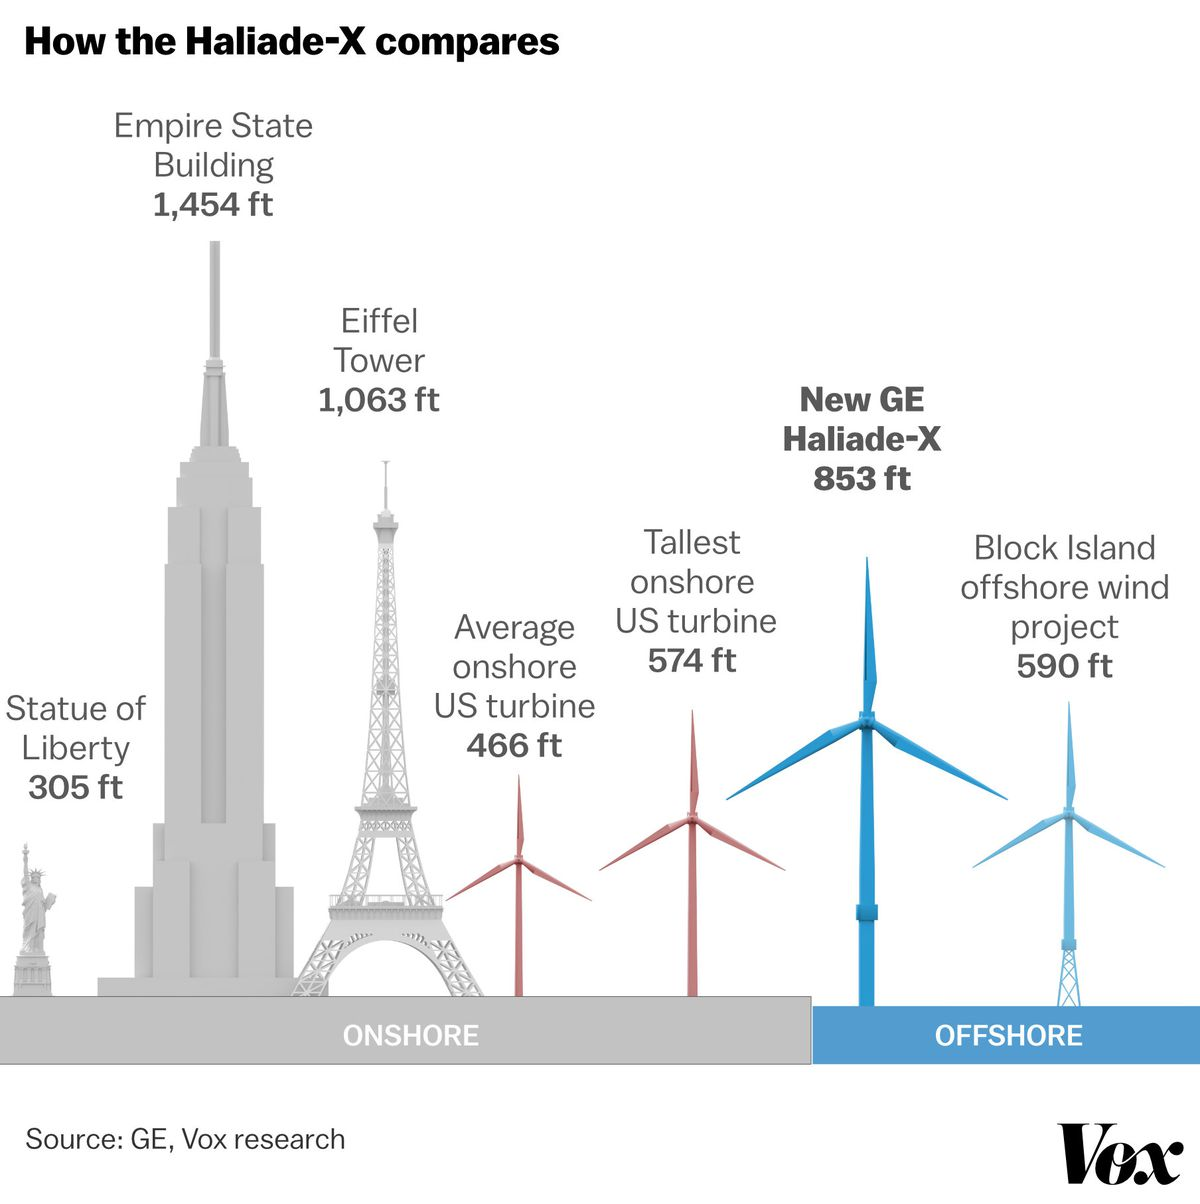 How the Haliade-X compares
Empire State
Building
1,454 ft
Eiffel
Tower
1,063 ft
New GE
Haliade-X
853 ft
Tallest
onshore
US turbine
574 ft
Block Island
offshore wind
project
590 ft
Average
onshore
US turbine
466 ft
Statue of
Liberty
305 ft
ONSHORE
OFFSHORE
Source: GE, Vox research
Vox